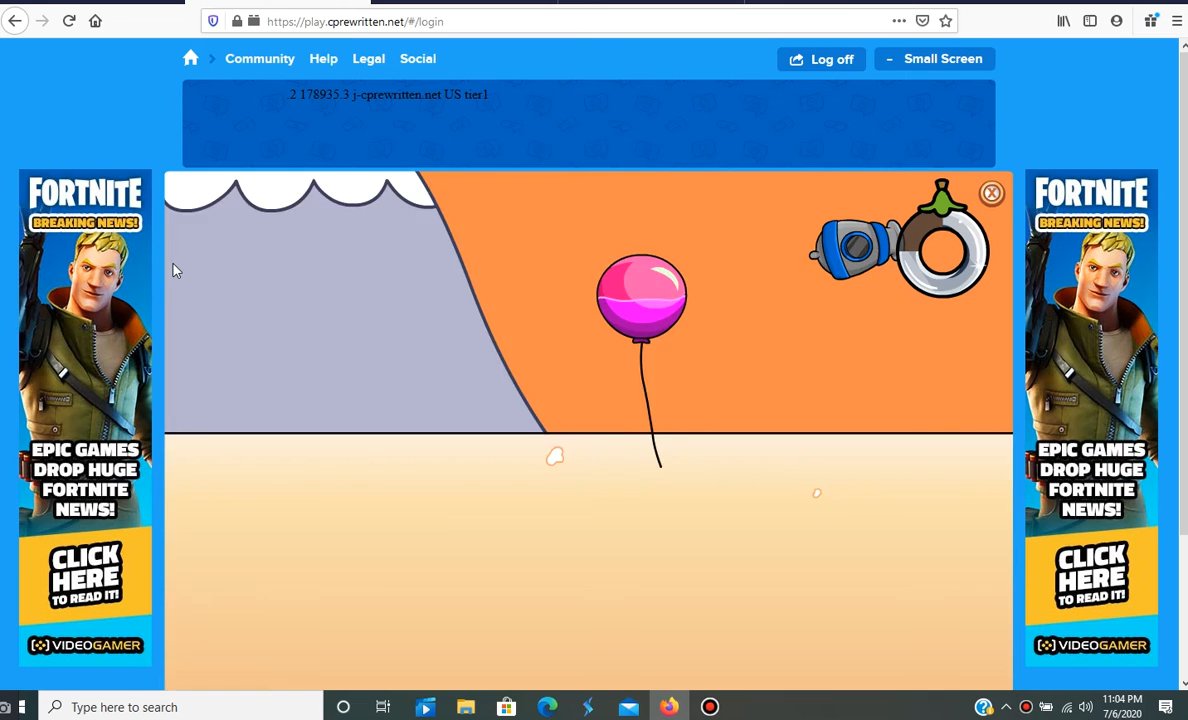 https://play.cprewritten.net/#/login
Community Help Legal Social Log off - Small Screen
.2 178935.3 j-cprewritten.net US tier1
FORTNITE
BREAKING NEWS!
EPIC GAMES
DROP HUGE
FORTNITE
NEWS!
CLICK
HERE
TO READ IT!
VIDEOGAMER
FORTNITE
BREAKING NEWS!
EPIC GAMES
DROP HUGE
FORTNITE
NEWS!
CLICK
HERE
TO READ IT!
VIDEOGAMER
Type here to search
11:04 PM
7/6/2020